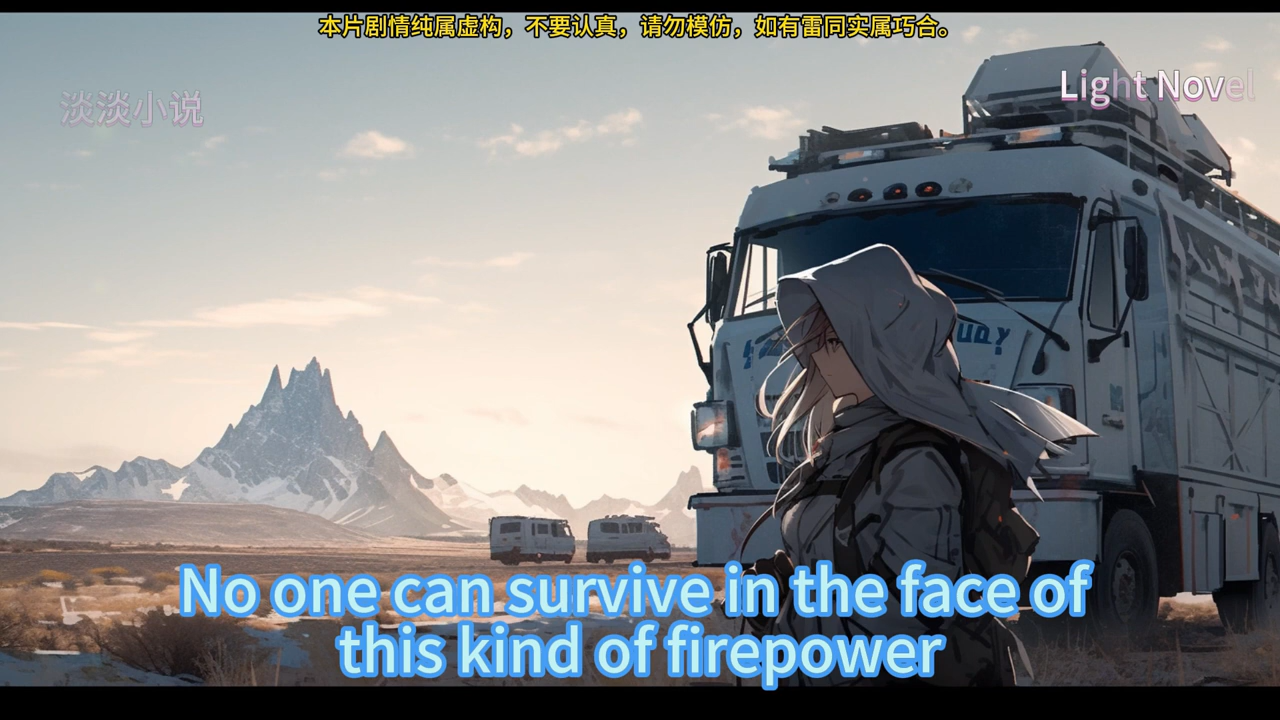 本片剧情纯属虚构，不要认真，请勿模仿，如有雷同实属巧合。
淡淡小说
Light Novel
No one can survive in the face of
this kind of firepower